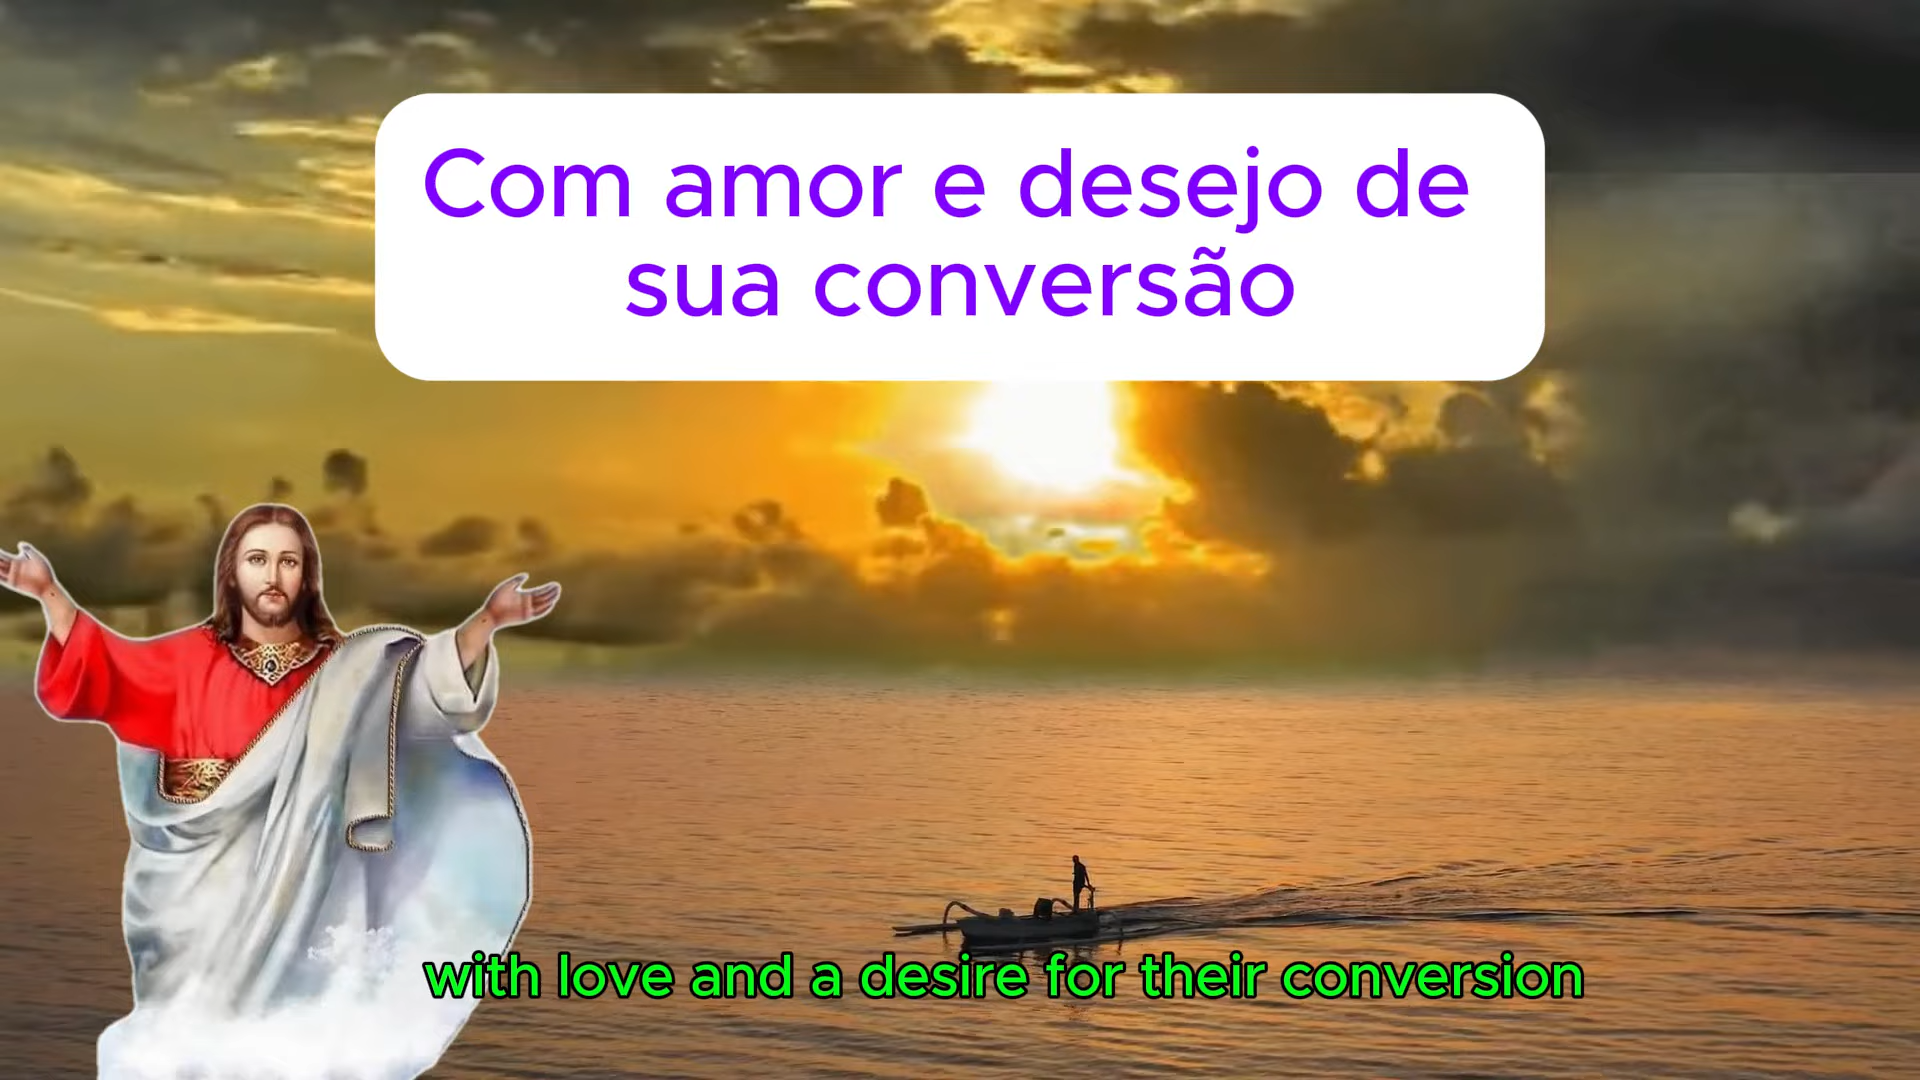 Com amor e desejo de
sua conversão
with love and a desire for their conversion